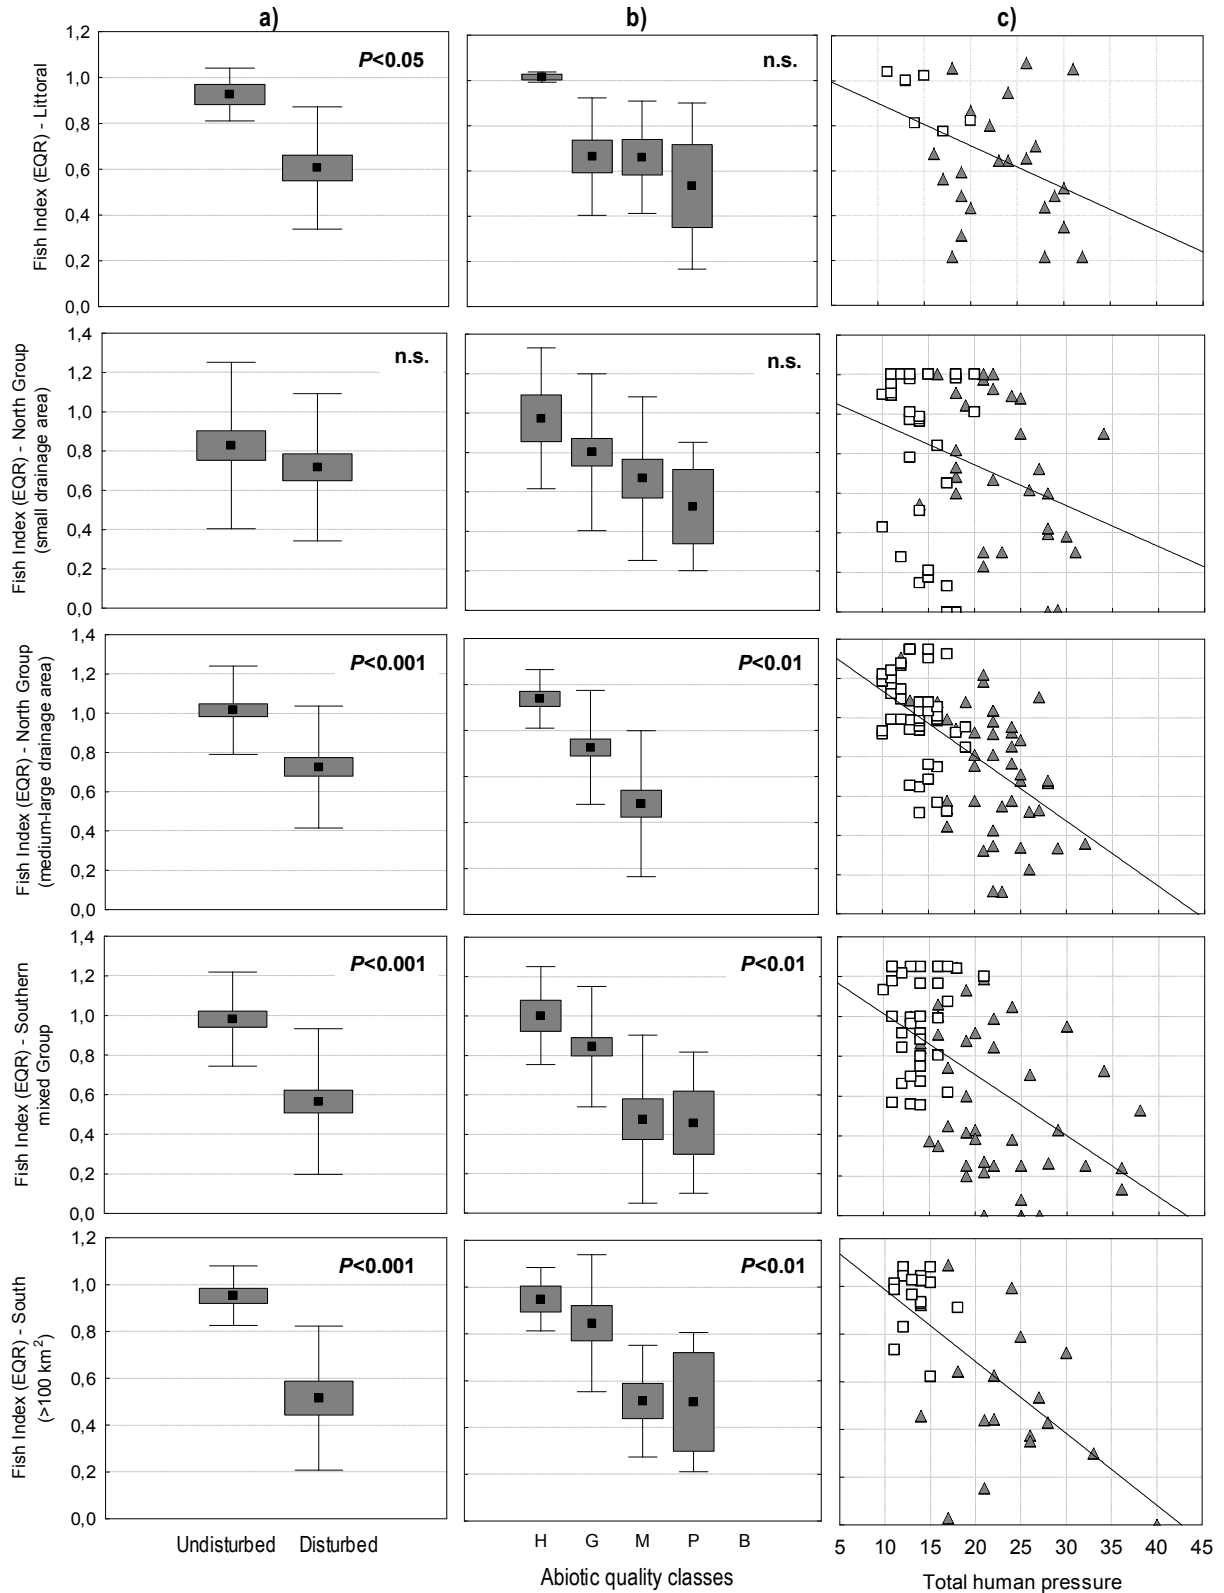 a) b) c)
Fish Index (EQR) - Littoral
1,2
1,0
0,8
0,6
0,4
0,2
0,0
P<0.05
n.s.
Fish Index (EQR) - North Group
(small drainage area)
1,4
1,2
1,0
0,8
0,6
0,4
0,2
0,0
n.s.
n.s.
Fish Index (EQR) - North Group
(medium-large drainage area)
1,4
1,2
1,0
0,8
0,6
0,4
0,2
0,0
P<0.001
P<0.01
Fish Index (EQR) - Southern
mixed Group
1,4
1,2
1,0
0,8
0,6
0,4
0,2
0,0
P<0.001
P<0.01
Fish Index (EQR) - South
(>100 km²)
1,2
1,0
0,8
0,6
0,4
0,2
0,0
P<0.001
P<0.01
Undisturbed Disturbed
H G M P B
Abiotic quality classes
5 10 15 20 25 30 35 40 45
Total human pressure